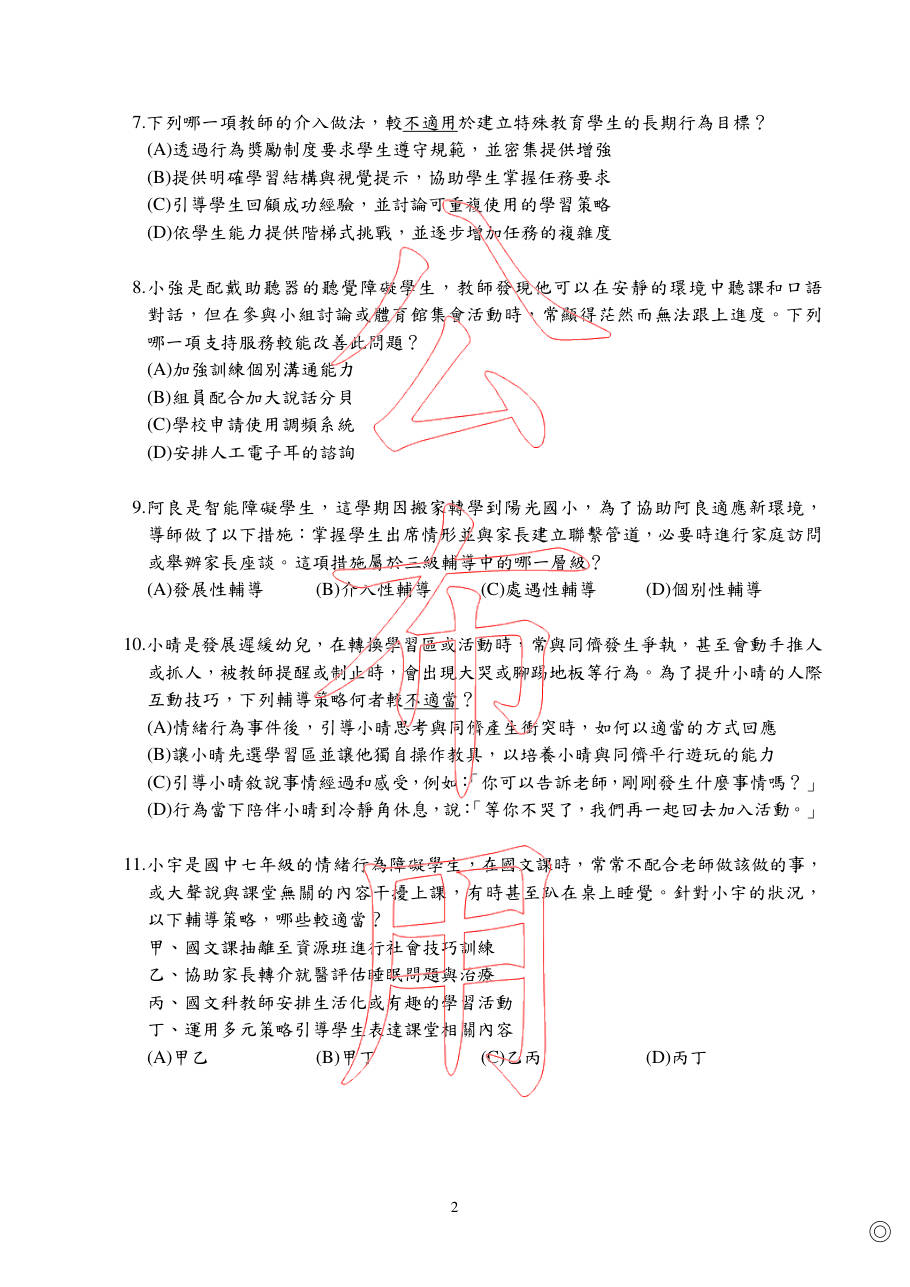 7.下列哪一項教師的介入做法，較不適用於建立特殊教育學生的長期行為目標？
(A)透過行為獎勵制度要求學生遵守規範，並密集提供增強
(B)提供明確學習結構與視覺提示，協助學生掌握任務要求
(C)引導學生回顧成功經驗，並討論可重複使用的學習策略
(D)依學生能力提供階梯式挑戰，並逐步增加任務的複雜度
8.小強是配戴助聽器的聽覺障礙學生，教師發現他可以在安靜的環境中聽課和口語
對話，但在參與小組討論或體育館集會活動時，常顯得茫然而無法跟上進度。下列
哪一項支持服務較能改善此問題？
(A)加強訓練個別溝通能力
(B)組員配合加大說話分貝
(C)學校申請使用調頻系統
(D)安排人工電子耳的諮詢
9.阿良是智能障礙學生，這學期因搬家轉學到陽光國小，為了協助阿良適應新環境，
導師做了以下措施：掌握學生出席情形並與家長建立聯繫管道，必要時進行家庭訪問
或舉辦家長座談。這項措施屬於三級輔導中的哪一層級？
(A)發展性輔導 (B)介入性輔導 (C)處遇性輔導 (D)個別性輔導
10.小晴是發展遲緩幼兒，在轉換學習區或活動時，常與同儕發生爭執，甚至會動手推人
或抓人，被教師提醒或制止時，會出現大哭或腳踢地板等行為。為了提升小晴的人際
互動技巧，下列輔導策略何者較不適當？
(A)情緒行為事件後，引導小晴思考與同儕產生衝突時，如何以適當的方式回應
(B)讓小晴先選學習區並讓他獨自操作教具，以培養小晴與同儕平行遊玩的能力
(C)引導小晴敘說事情經過和感受，例如：「你可以告訴老師，剛剛發生什麼事情嗎？」
(D)行為當下陪伴小晴到冷靜角休息，說：「等你不哭了，我們再一起回去加入活動。」
11.小宇是國中七年級的情緒行為障礙學生，在國文課時，常常不配合老師做該做的事，
或大聲說與課堂無關的內容干擾上課，有時甚至趴在桌上睡覺。針對小宇的狀況，
以下輔導策略，哪些較適當？
甲、國文課抽離至資源班進行社會技巧訓練
乙、協助家長轉介就醫評估睡眠問題與治療
丙、國文科教師安排生活化或有趣的學習活動
丁、運用多元策略引導學生表達課堂相關內容
(A)甲乙 (B)甲丁 (C)乙丙 (D)丙丁
公
布
用
2